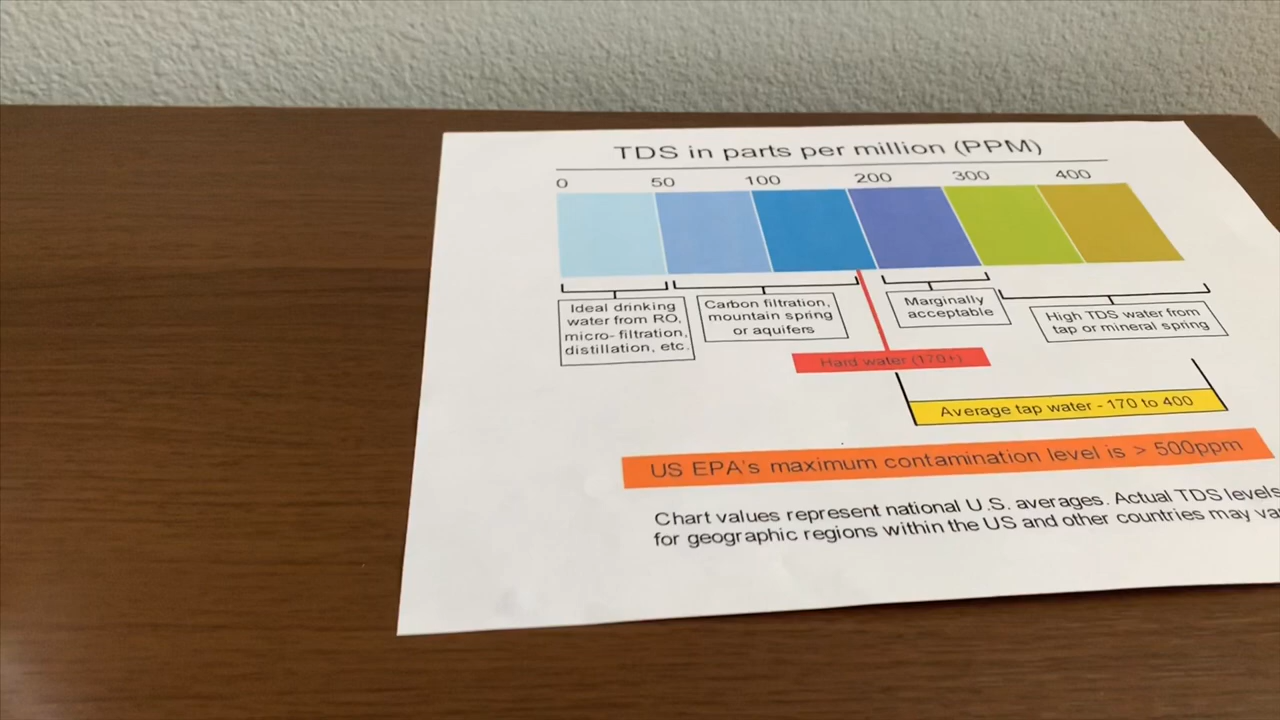 TDS in parts per million (PPM)
0 50 100 200 300 400
Ideal drinking
water from RO,
micro- filtration,
distillation, etc.
Carbon filtration,
mountain spring
or aquifers
Marginally
acceptable
High TDS water from
tap or mineral spring
Hard water (170+)
Average tap water - 170 to 400
US EPA's maximum contamination level is > 500ppm
Chart values represent national U.S. averages. Actual TDS levels
for geographic regions within the US and other countries may